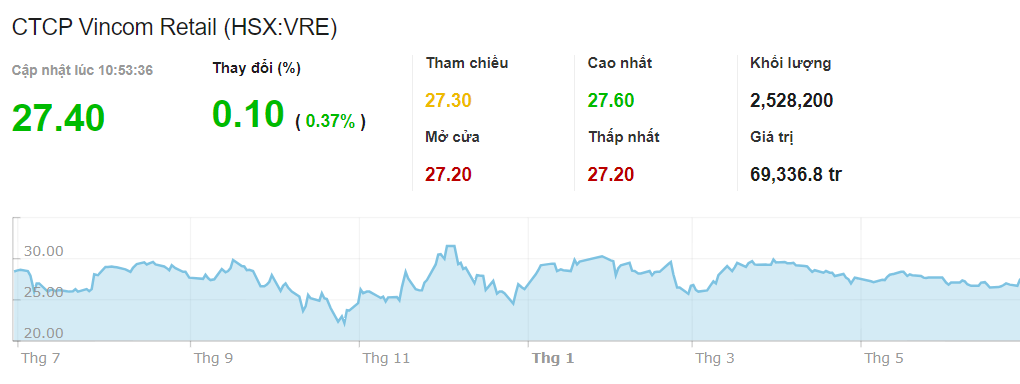 CTCP Vincom Retail (HSX:VRE)
Cập nhật lúc 10:53:36
27.40
Thay đổi (%)
0.10 ( 0.37% )
Tham chiếu
27.30
Mở cửa
27.20
Cao nhất
27.60
Thấp nhất
27.20
Khối lượng
2,528,200
Giá trị
69,336.8 tr
30.00
25.00
20.00
Thg 7 Thg 9 Thg 11 Thg 1 Thg 3 Thg 5